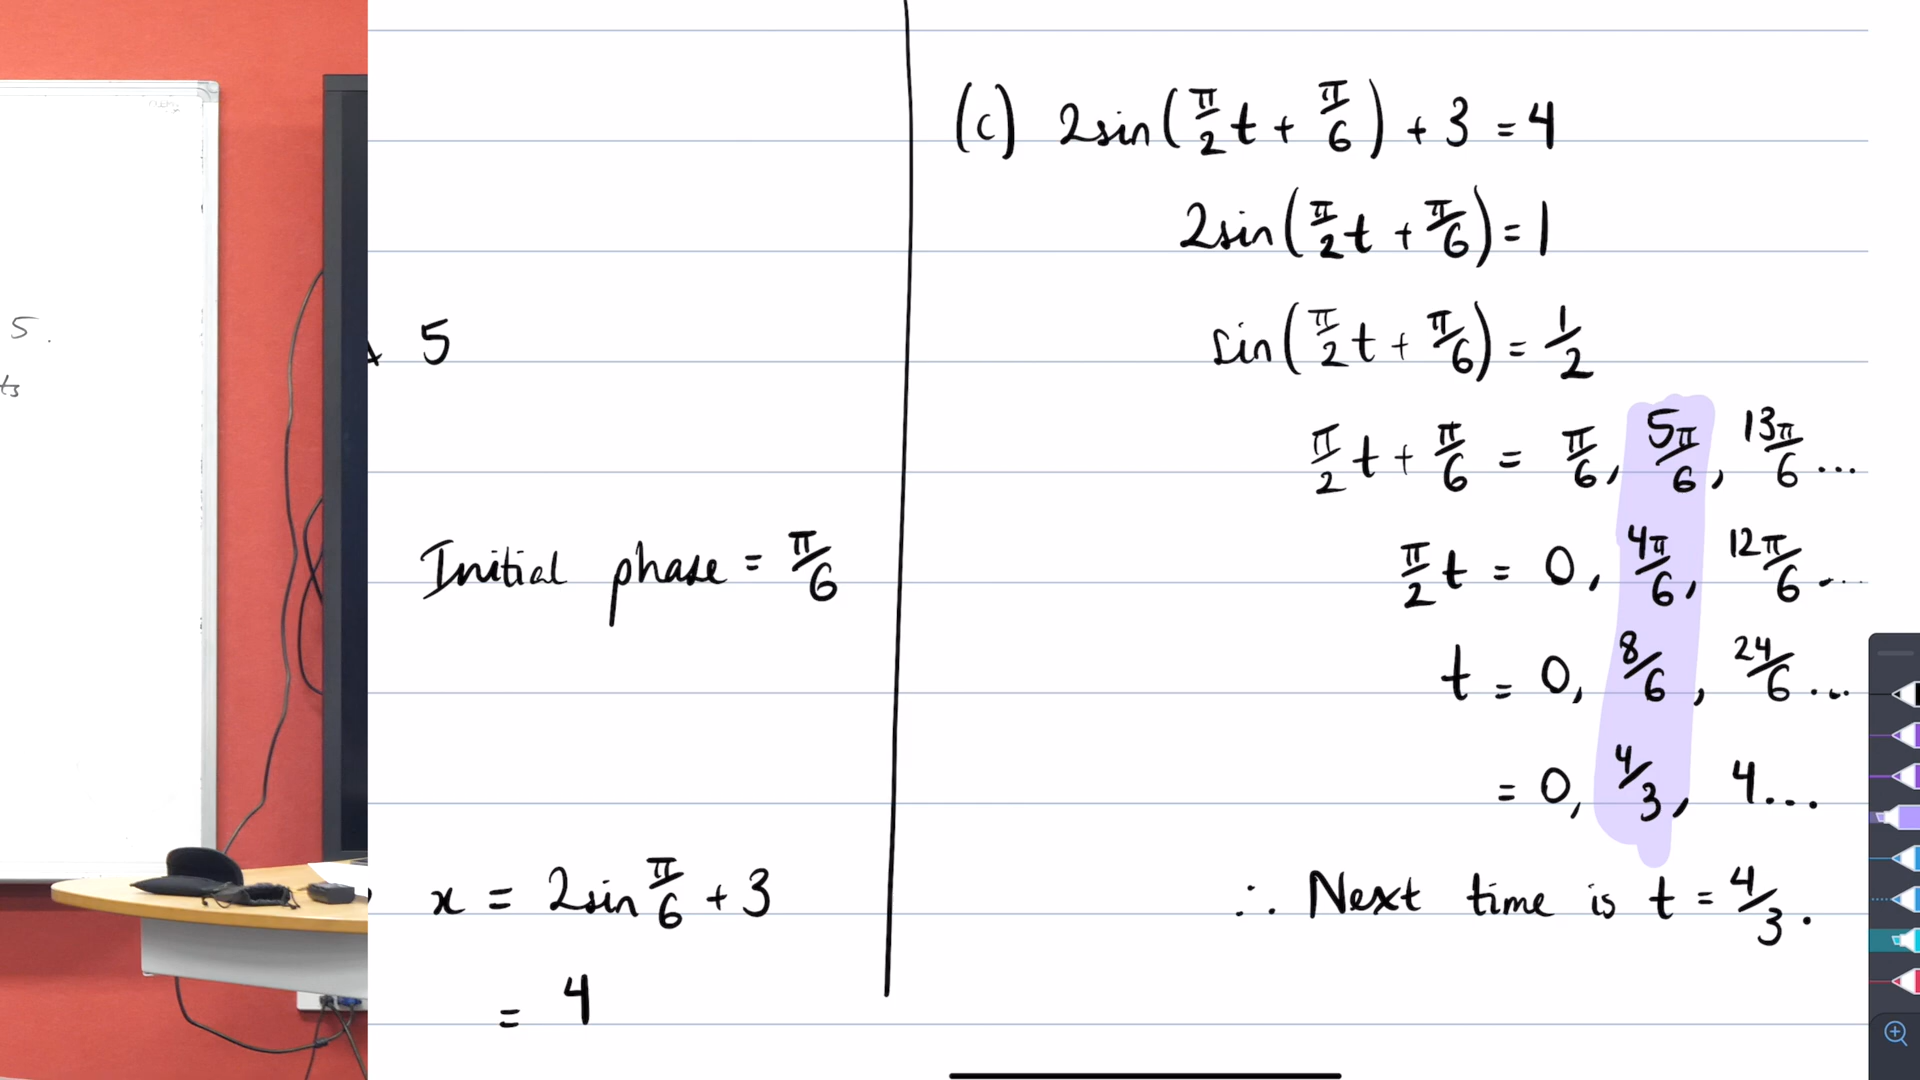 5.
ts
5
Initial phase = π/6
x = 2sin π/6 + 3
= 4
(c) 2sin(π/2 t + π/6) + 3 = 4
2sin(π/2 t + π/6) = 1
sin(π/2 t + π/6) = 1/2
π/2 t + π/6 = π/6, 5π/6, 13π/6 ...
π/2 t = 0, 4π/6, 12π/6 ...
t = 0, 8/6, 24/6 ...
= 0, 4/3, 4...
∴ Next time is t = 4/3.